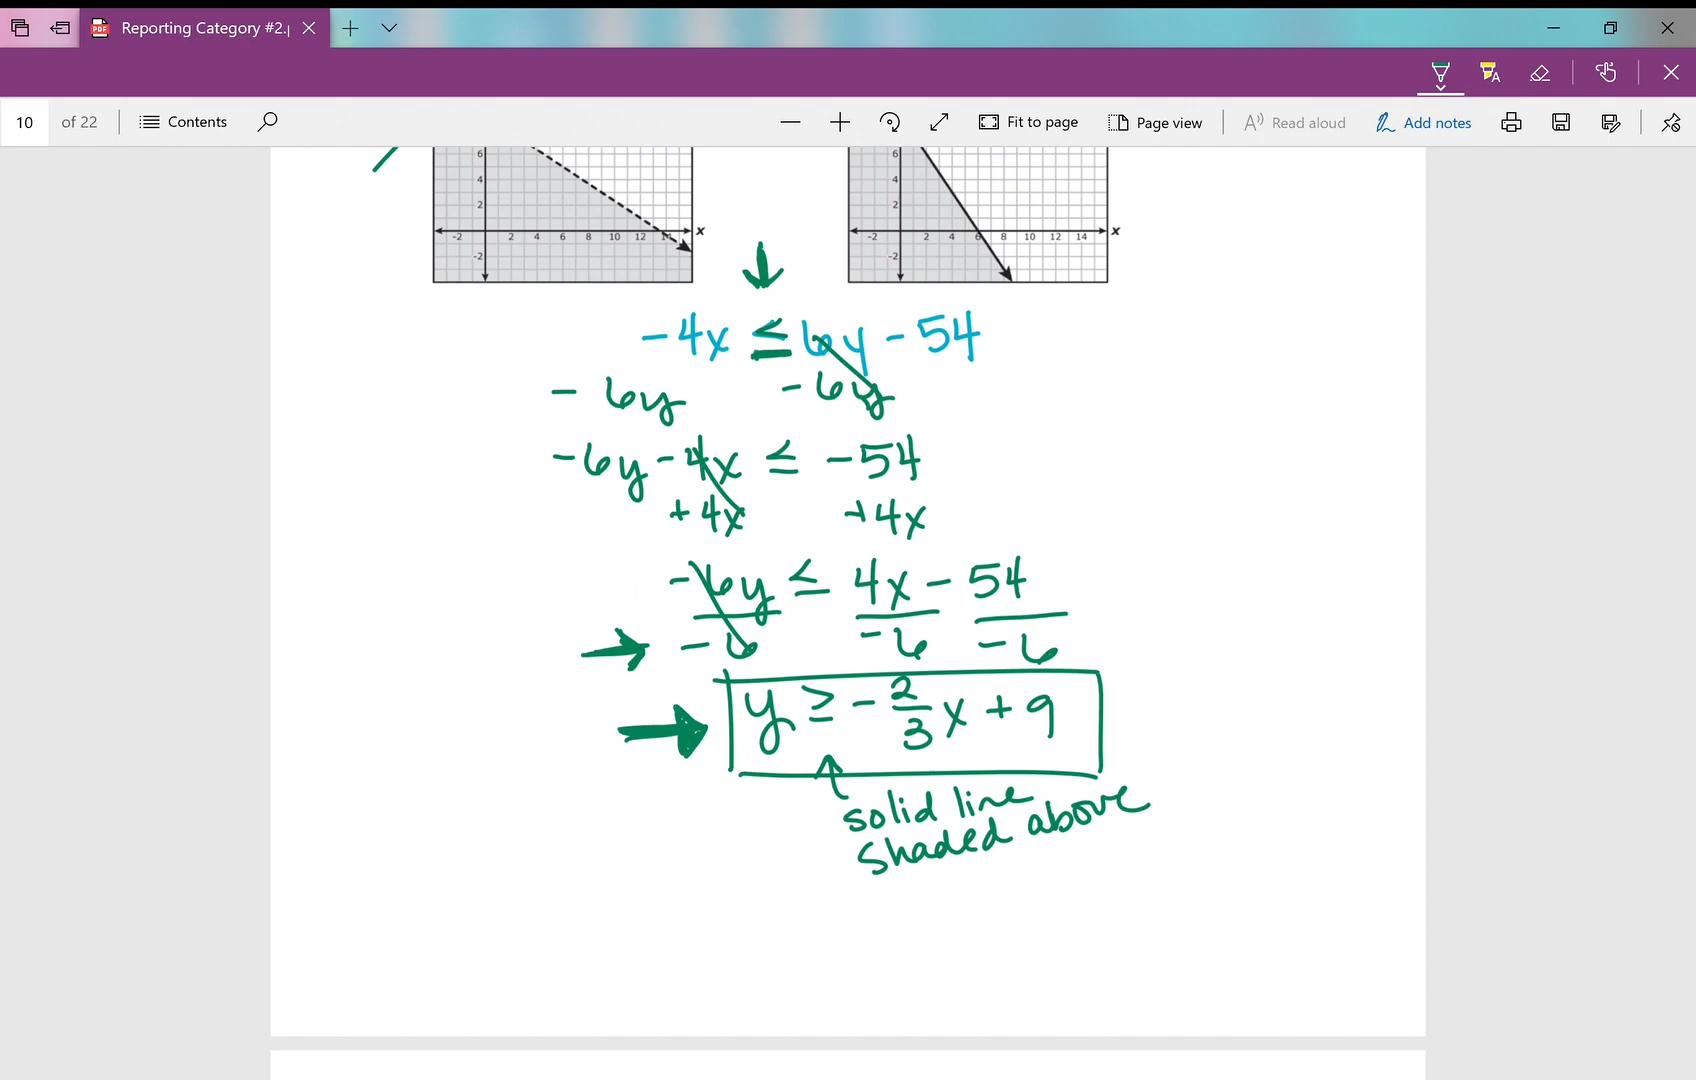 Reporting Category #2.p
10 of 22 Contents Fit to page Page view Read aloud Add notes
6 6
4 4
2 2
x x
-2 2 4 6 8 10 12 14 -2 2 4 6 8 10 12 14
-2 -2
-4x ≤ 6y - 54
- 6y - 6y
-6y - 4x ≤ -54
+ 4x +4x
-6y ≤ 4x - 54
-6 -6 -6
y ≥ -2/3 x + 9
solid line
shaded above